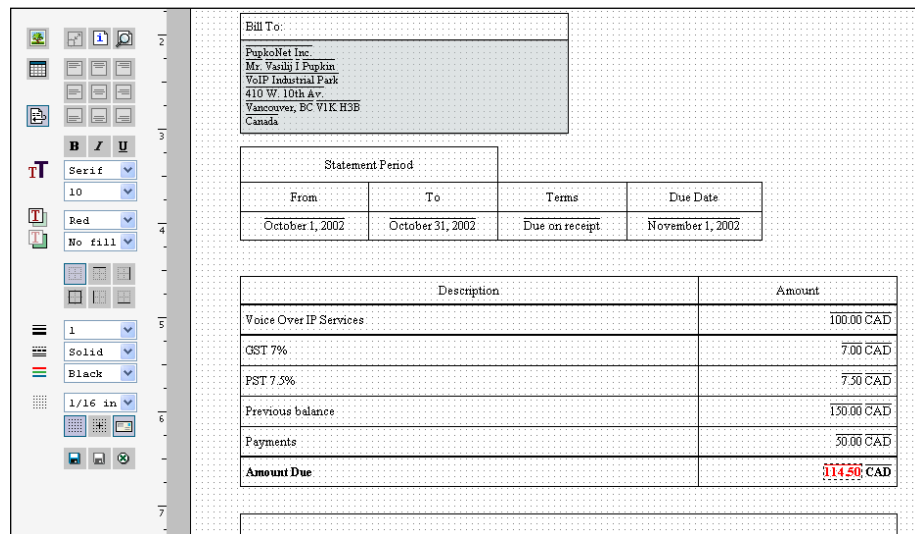 Bill To:
PupkoNet Inc.
Mr. Vasilij I Pupkin
VoIP Industrial Park
410 W. 10th Av.
Vancouver, BC V1K H3B
Canada
Statement Period
From To Terms Due Date
October 1, 2002 October 31, 2002 Due on receipt November 1, 2002
Description Amount
Voice Over IP Services 100.00 CAD
GST 7% 7.00 CAD
PST 7.5% 7.50 CAD
Previous balance 150.00 CAD
Payments 50.00 CAD
Amount Due 114.50 CAD
B I U
TT Serif
10
T Red
T No fill
1
Solid
Black
1/16 in
2
3
4
5
6
7